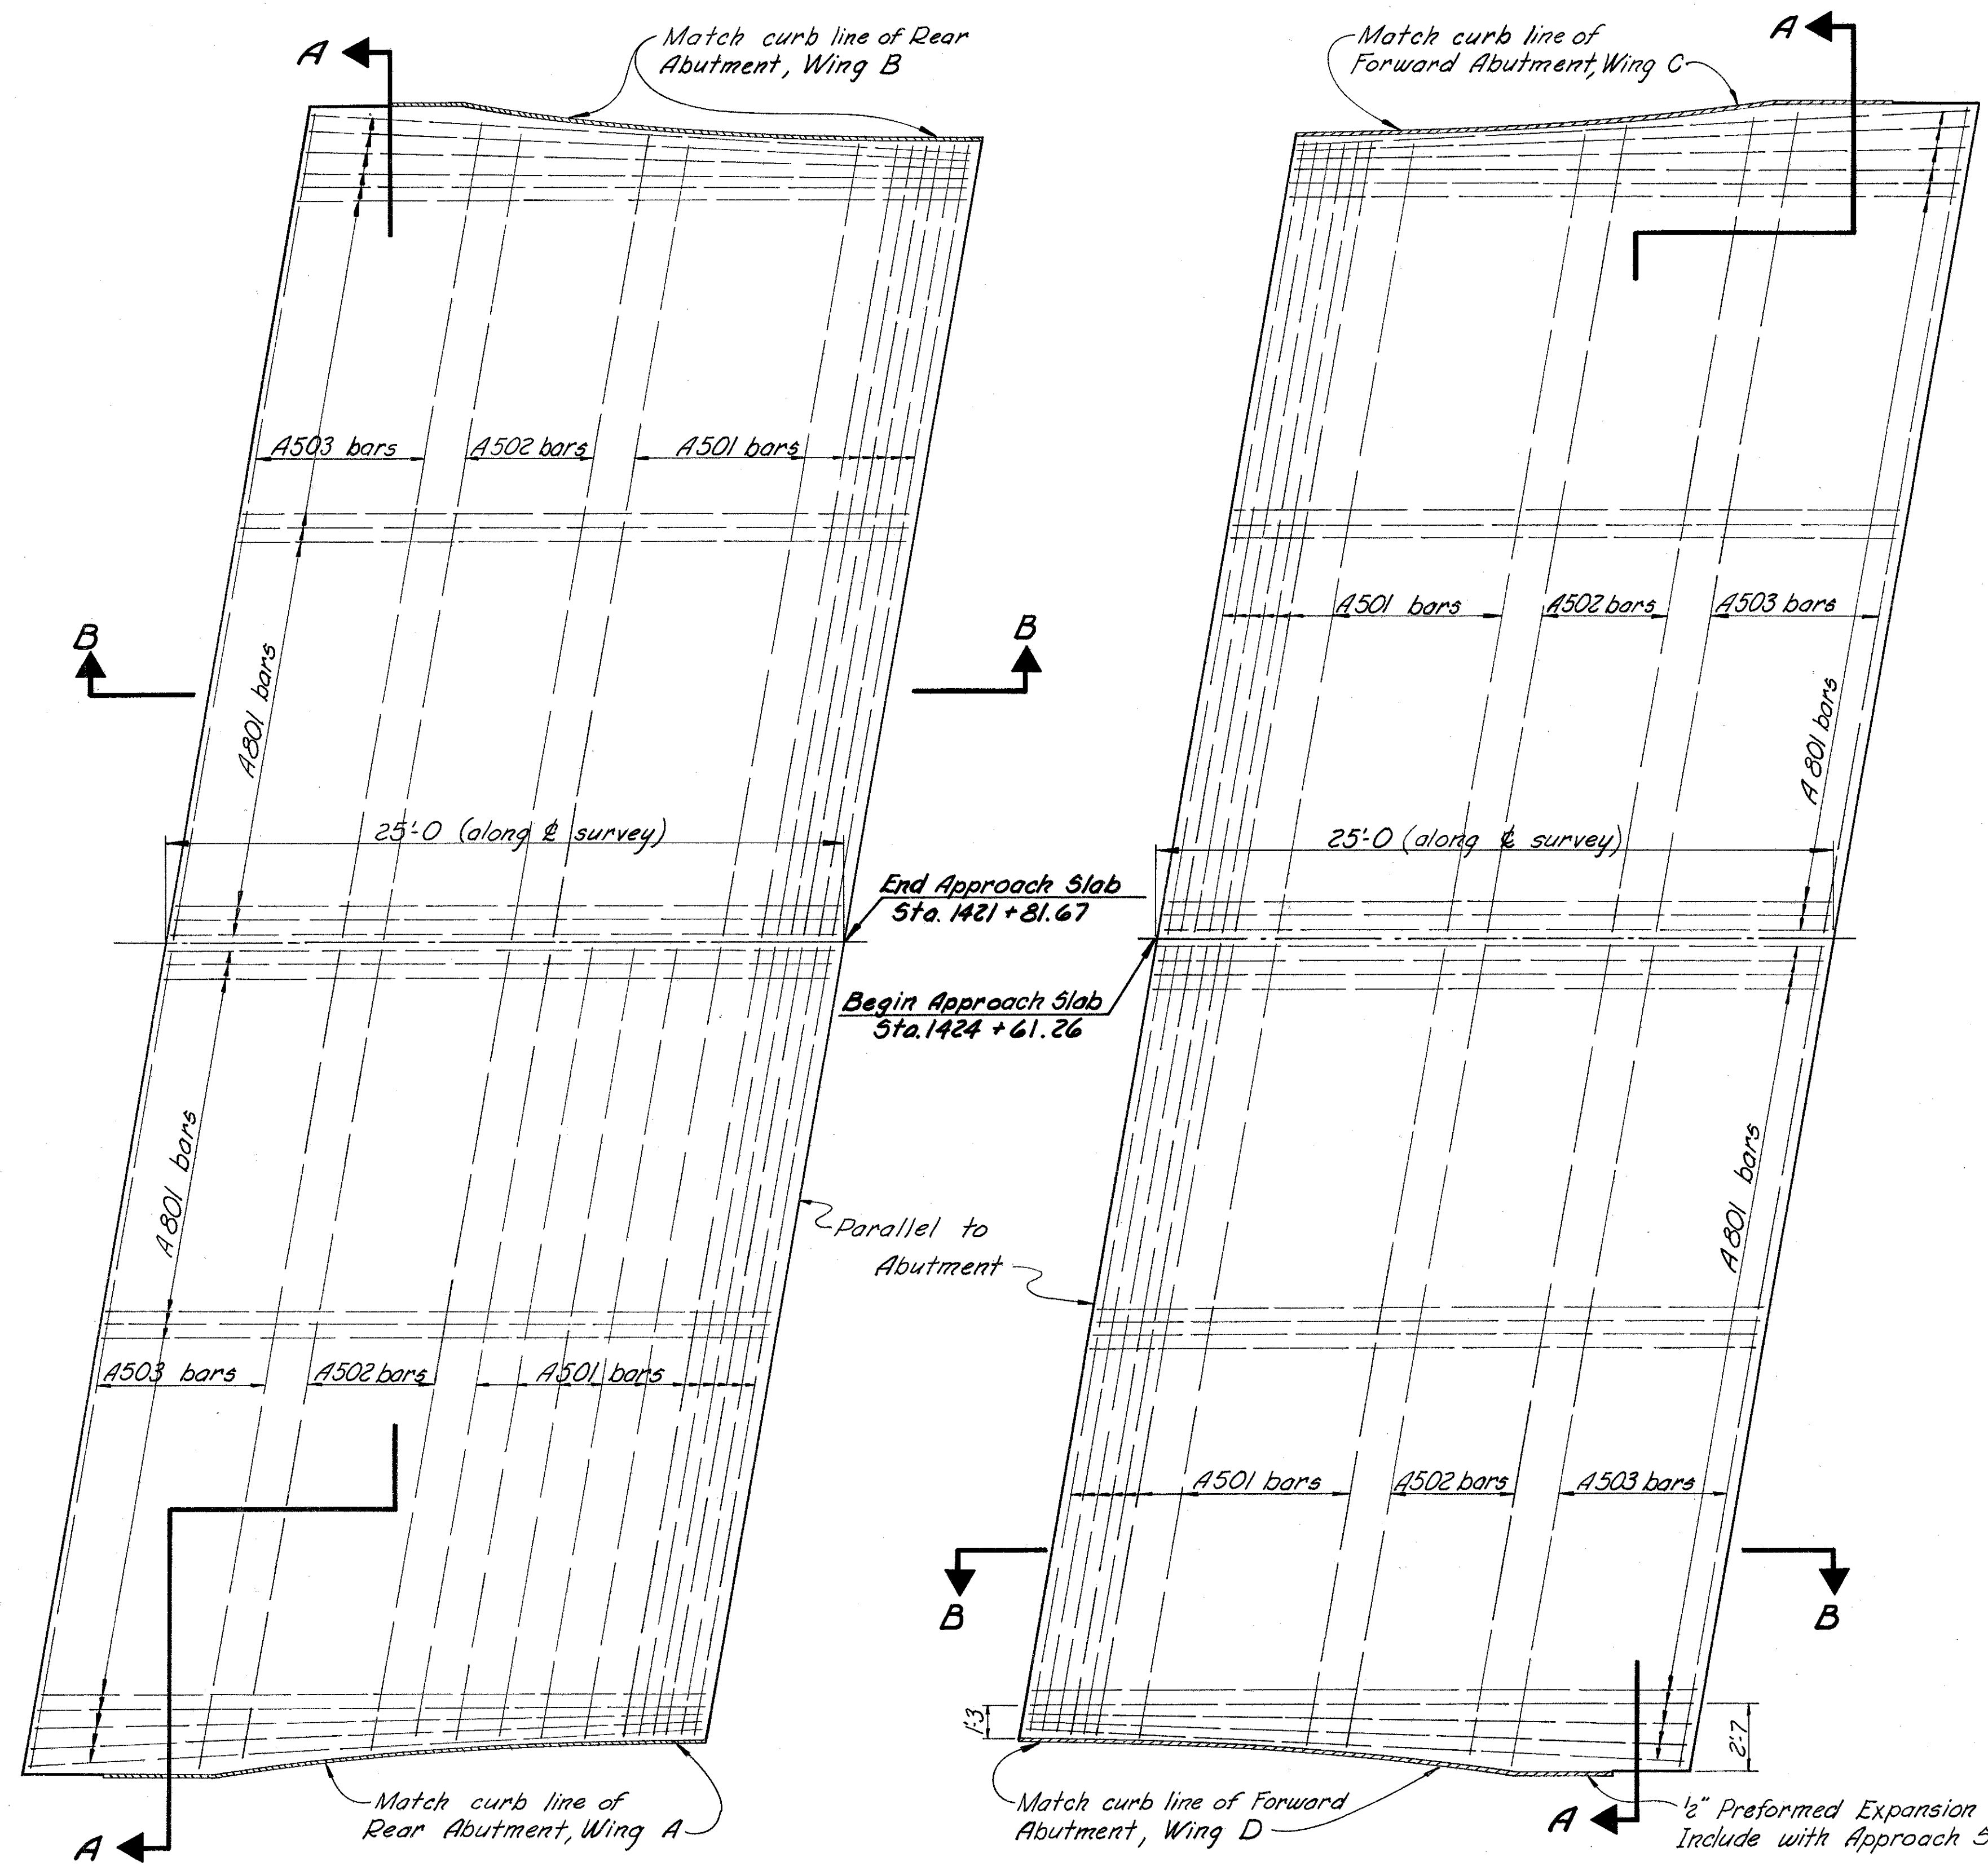 A
Match curb line of Rear
Abutment, Wing B
Match curb line of
Forward Abutment, Wing C
A
A503 bars
A502 bars
A501 bars
B
B
A501 bars
A502 bars
A503 bars
A801 bars
A801 bars
25'-0 (along ℄ survey)
25'-0 (along ℄ survey)
End Approach Slab
Sta. 1421 + 81.67
Begin Approach Slab
Sta. 1424 + 61.26
A801 bars
A801 bars
Parallel to
Abutment
A503 bars
A502 bars
A501 bars
A501 bars
A502 bars
A503 bars
B
B
1'-3
2'-7
Match curb line of
Rear Abutment, Wing A
A
Match curb line of Forward
Abutment, Wing D
A
1/2" Preformed Expansion
Include with Approach